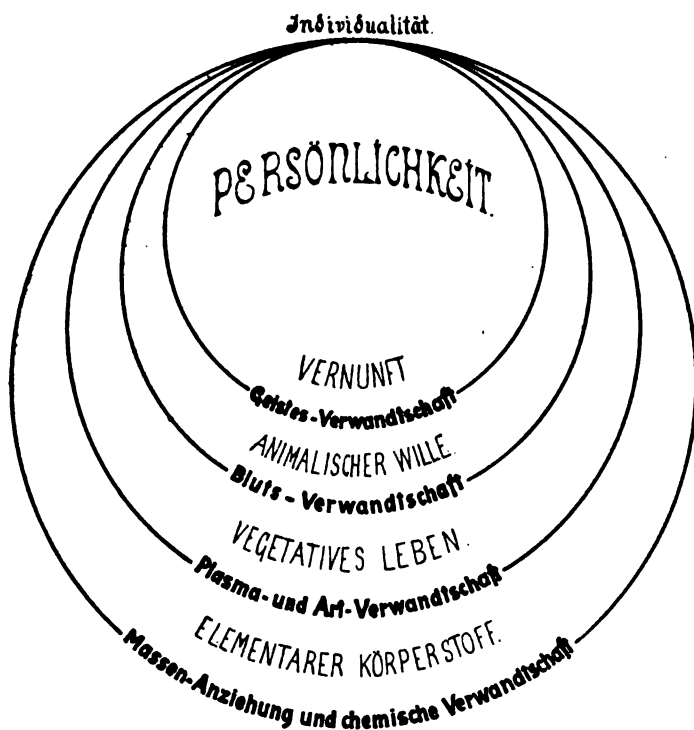 Individualität.
PERSÖNLICHKEIT.
VERNUNFT
Geistes-Verwandtschaft
ANIMALISCHER WILLE.
Bluts-Verwandtschaft
VEGETATIVES LEBEN.
Plasma-und Art-Verwandtschaft
ELEMENTARER KÖRPERSTOFF.
Massen-Anziehung und chemische Verwandtschaft